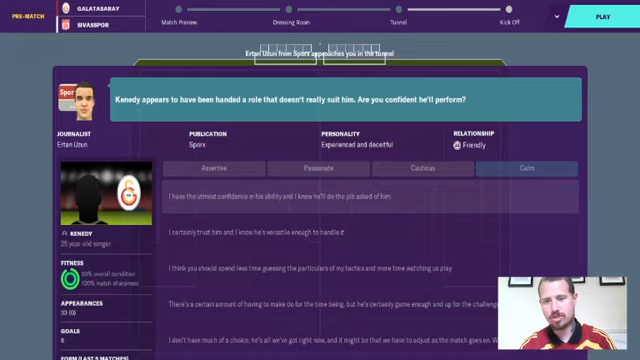 PRE-MATCH
GALATASARAY
SIVASSPOR
Match Preview
Dressing Room
Tunnel
Kick Off
PLAY
Ertan Uzun from Sporx approaches you in the tunnel
Spor
Kenedy appears to have been handed a role that doesn't really suit him. Are you confident he'll perform?
JOURNALIST
Ertan Uzun
PUBLICATION
Sporx
PERSONALITY
Experienced and deceitful
RELATIONSHIP
Friendly
Assertive
Passionate
Cautious
Calm
I have the utmost confidence in his ability and I know he'll do the job asked of him
I certainly trust him and I know he's versatile enough to handle it
I think you should spend less time guessing the particulars of my tactics and more time watching us play
There's a certain amount of having to make do for the time being, but he's certainly game enough and up for the challenge
I don't have much of a choice, he's all we've got right now, and it might be that we have to adjust as the match goes on. W
KENEDY
25 year-old winger
FITNESS
overall condition
100% match sharpness
APPEARANCES
33 (0)
GOALS
6
FORM (LAST 5 MATCHES)